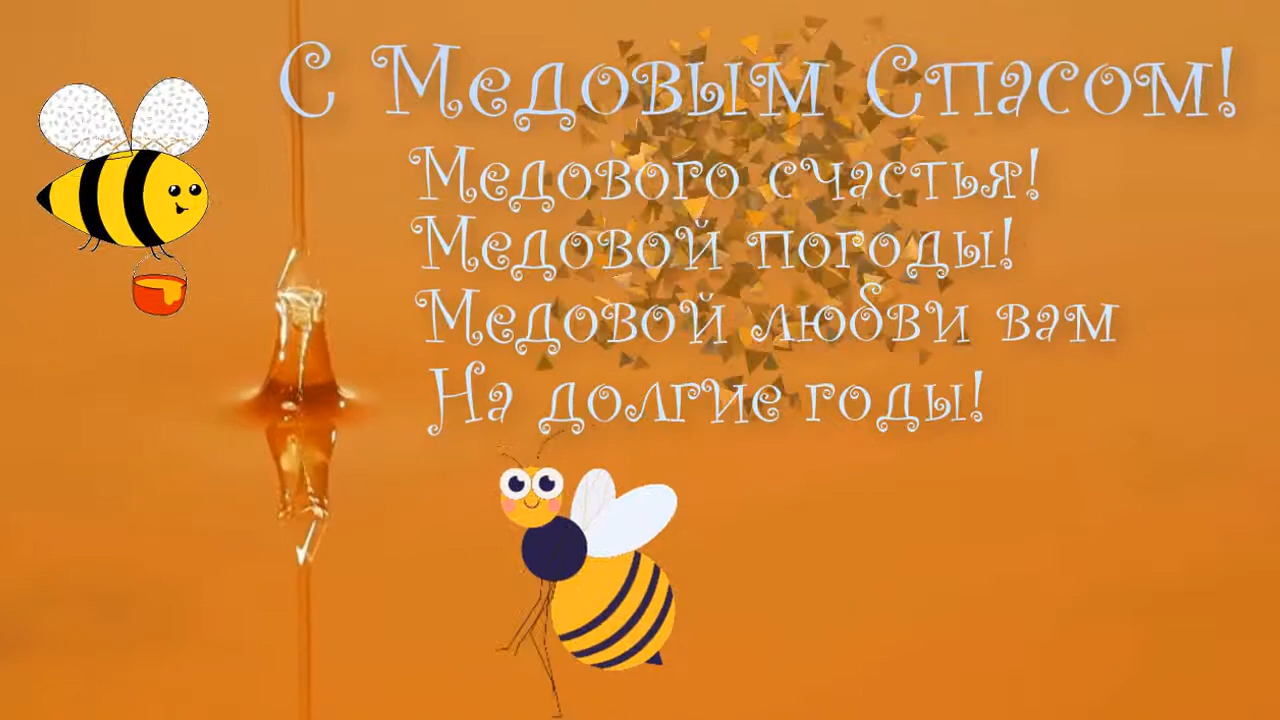 С Медовым Спасом!
Медового счастья!
Медовой погоды!
Медовой любви вам
На долгие годы!